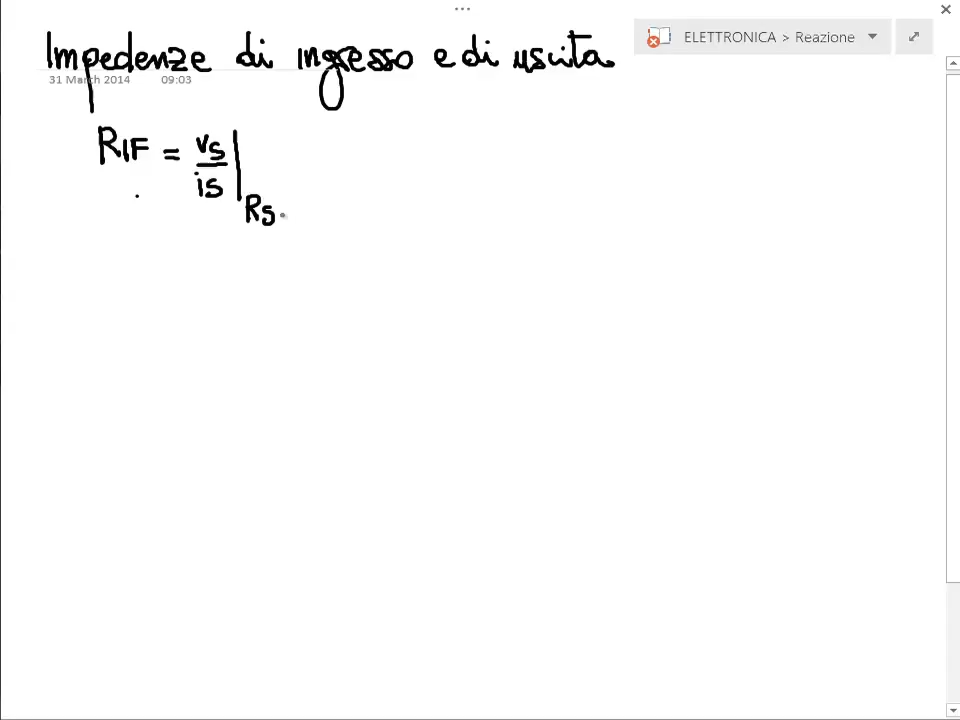 ELETTRONICA > Reazione
Impedenze di ingresso e di uscita
31 March 2014 09:03
RIF = vs/is | Rs